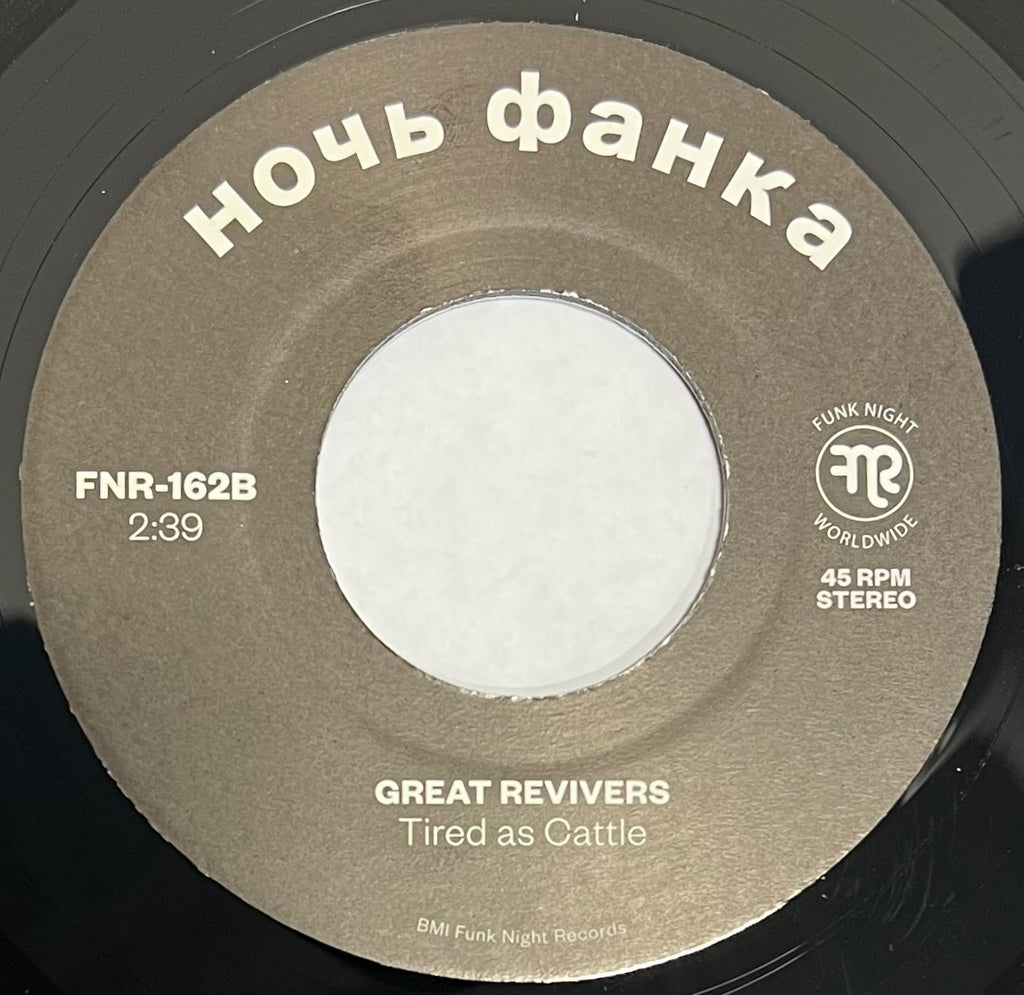 ночь фанка
FNR-162B
2:39
FUNK NIGHT
FNR
WORLDWIDE
45 RPM
STEREO
GREAT REVIVERS
Tired as Cattle
BMI Funk Night Records